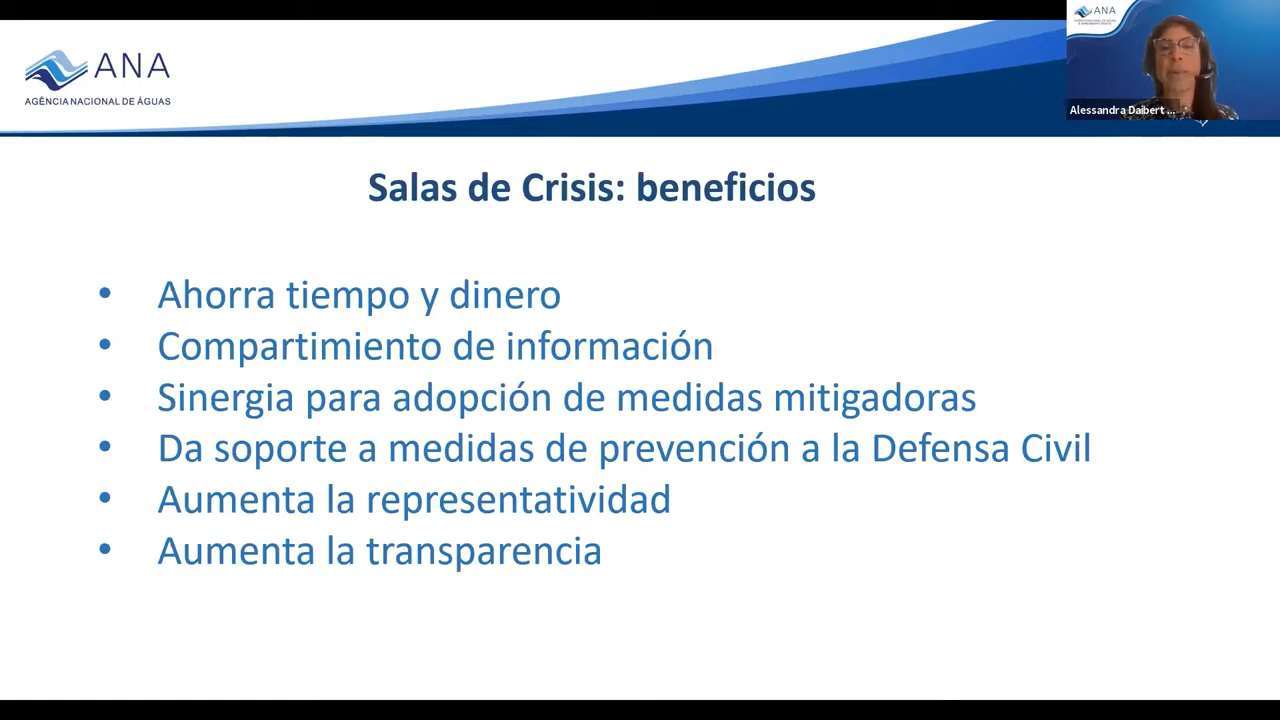 ANA
AGÊNCIA NACIONAL DE ÁGUAS
ANA
Alessandra Daibert ...
Salas de Crisis: beneficios
• Ahorra tiempo y dinero
• Compartimiento de información
• Sinergia para adopción de medidas mitigadoras
• Da soporte a medidas de prevención a la Defensa Civil
• Aumenta la representatividad
• Aumenta la transparencia